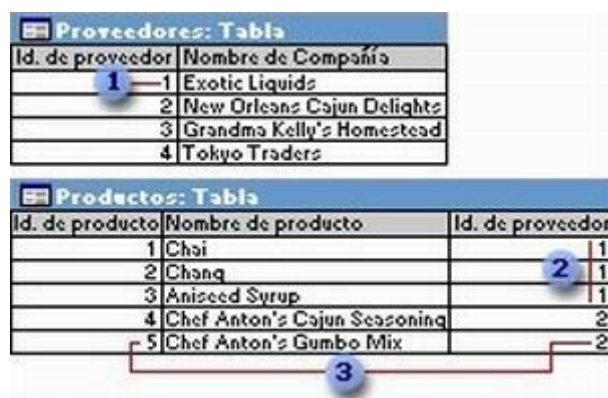 Proveedores: Tabla
Id. de proveedor Nombre de Compañía
1 1 Exotic Liquids
2 New Orleans Cajun Delights
3 Grandma Kelly's Homestead
4 Tokyo Traders
Productos: Tabla
Id. de producto Nombre de producto Id. de proveedor
1 Chai 1
2 Chang 2 1
3 Aniseed Syrup 1
4 Chef Anton's Cajun Seasoning 2
5 Chef Anton's Gumbo Mix 2
3